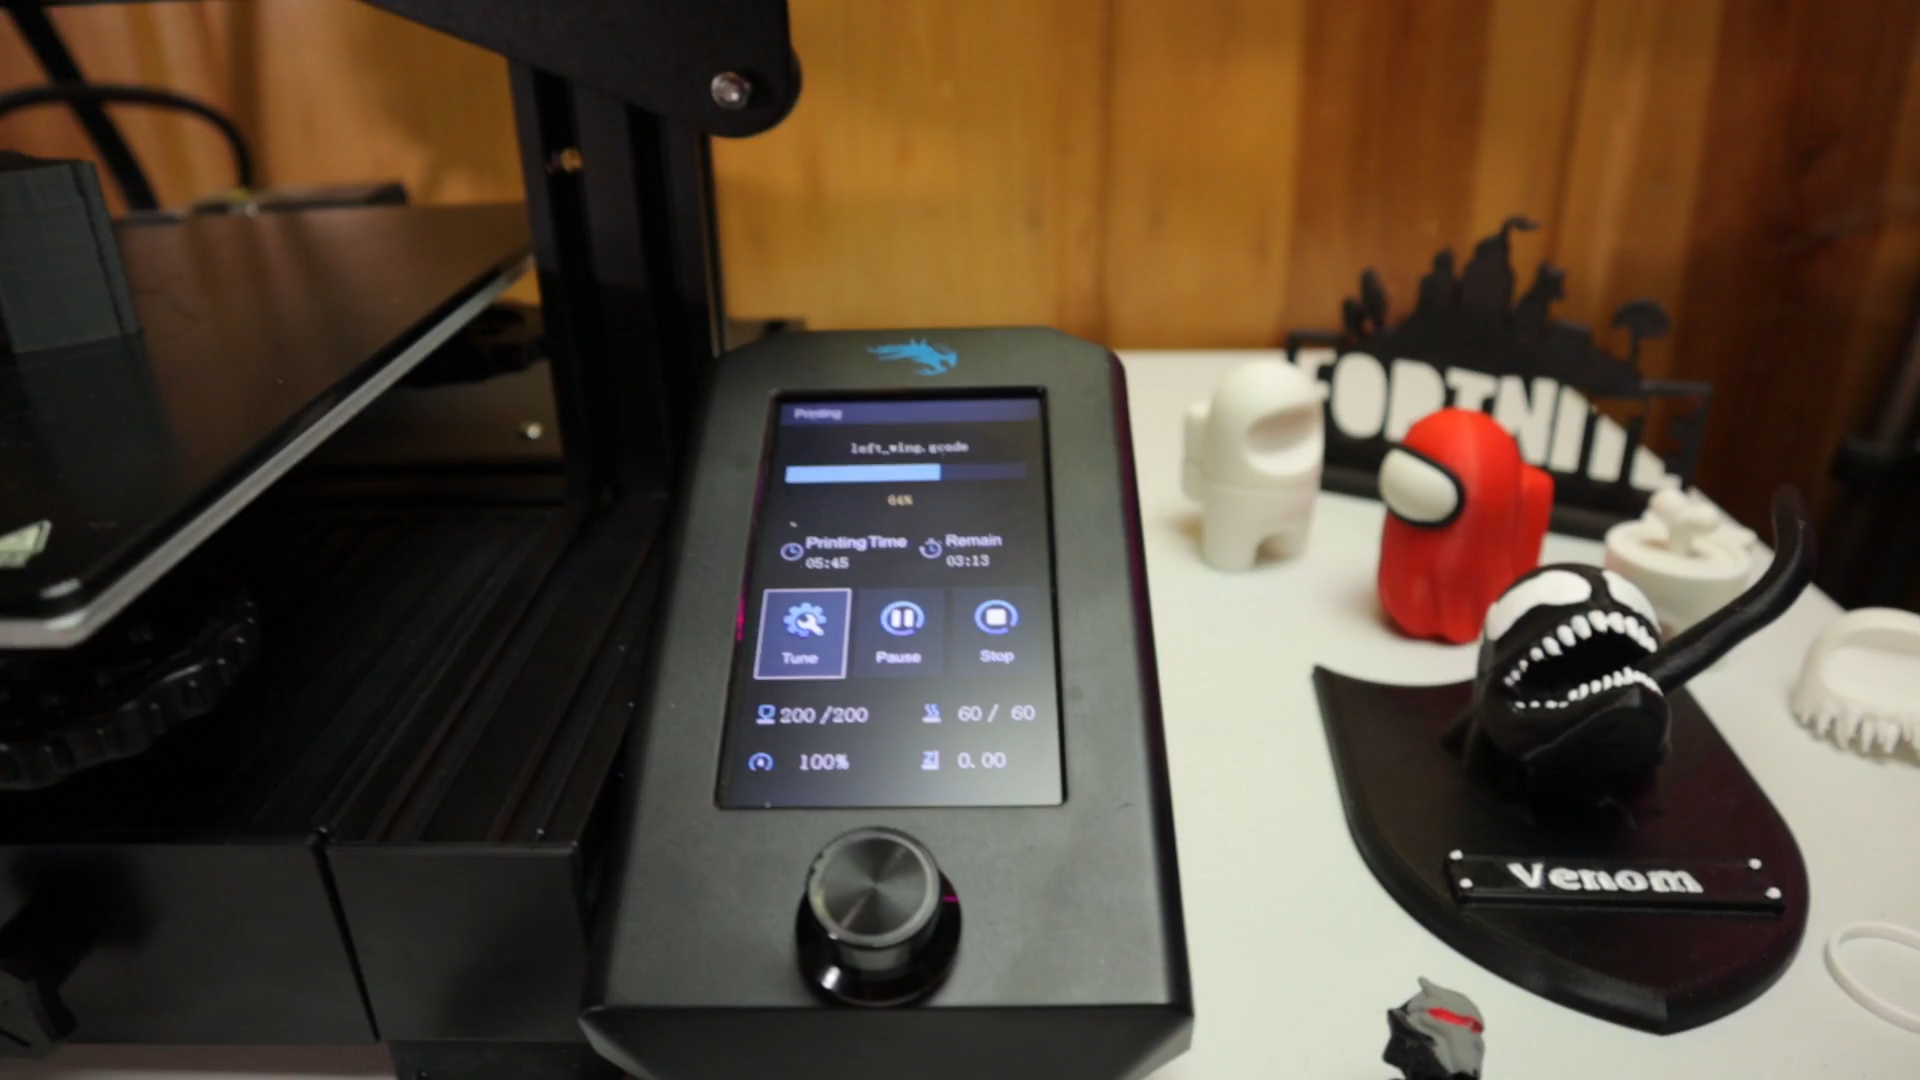 Printing
left_wing.gcode
64%
Printing Time
05:45
Remain
03:13
Tune
Pause
Stop
200 /200
60 / 60
100%
0.00
FORTNITE
Venom